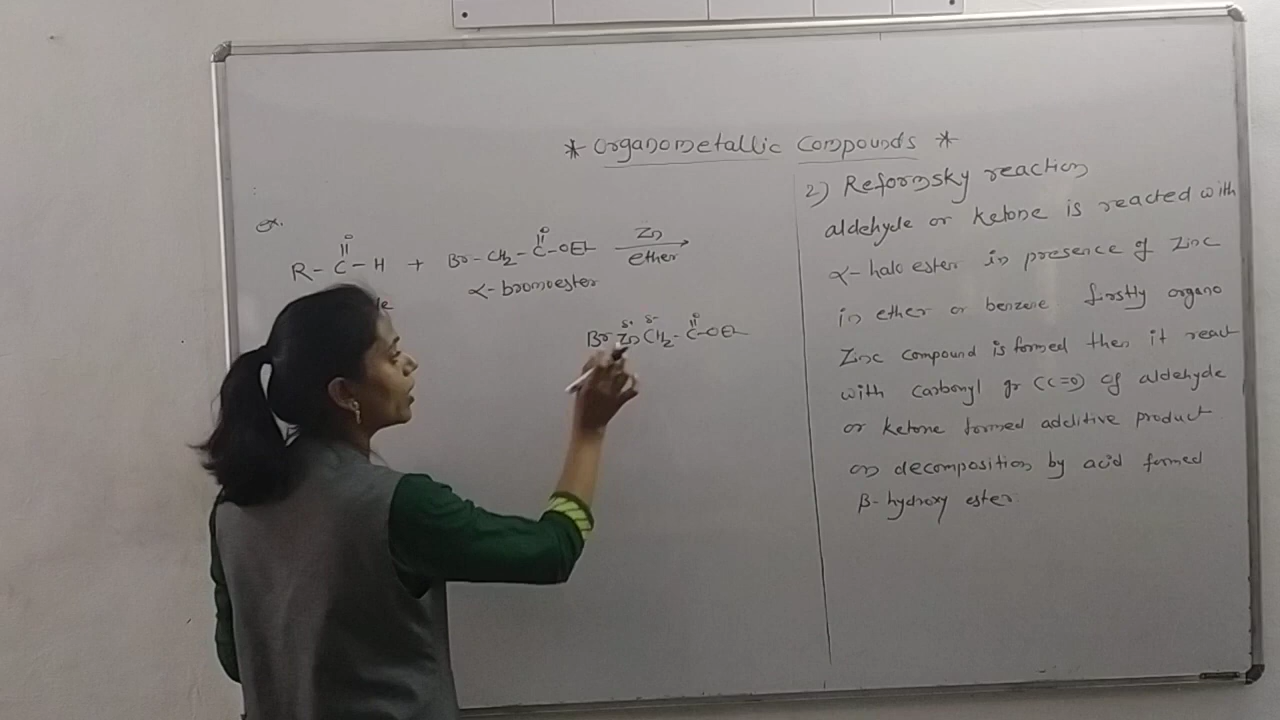 * Organometallic Compounds *
ex.
R - C - H + Br - CH2 - C - OEt Zn
O O ether
α - bromoester
δ+ δ- O
Br Zn CH2 - C - OEt
2) Reformsky reaction
aldehyde or ketone is reacted with
α - halo ester in presence of Zinc
in ether or benzene firstly organo
Zinc compound is formed then it react
with carbonyl gr (C=O) of aldehyde
or ketone formed additive product
on decomposition by acid formed
β - hydroxy ester